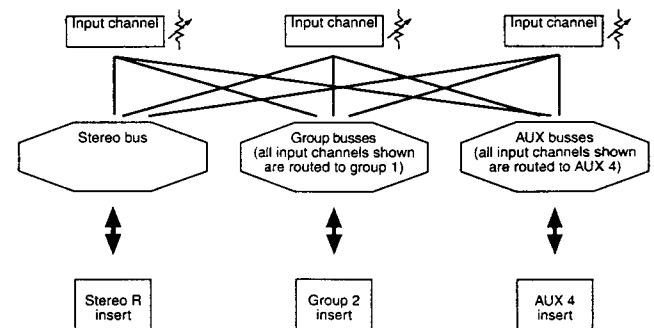 Input channel
Input channel
Input channel
Stereo bus
Group busses
(all input channels shown
are routed to group 1)
AUX busses
(all input channels shown
are routed to AUX 4)
Stereo R
insert
Group 2
insert
AUX 4
insert